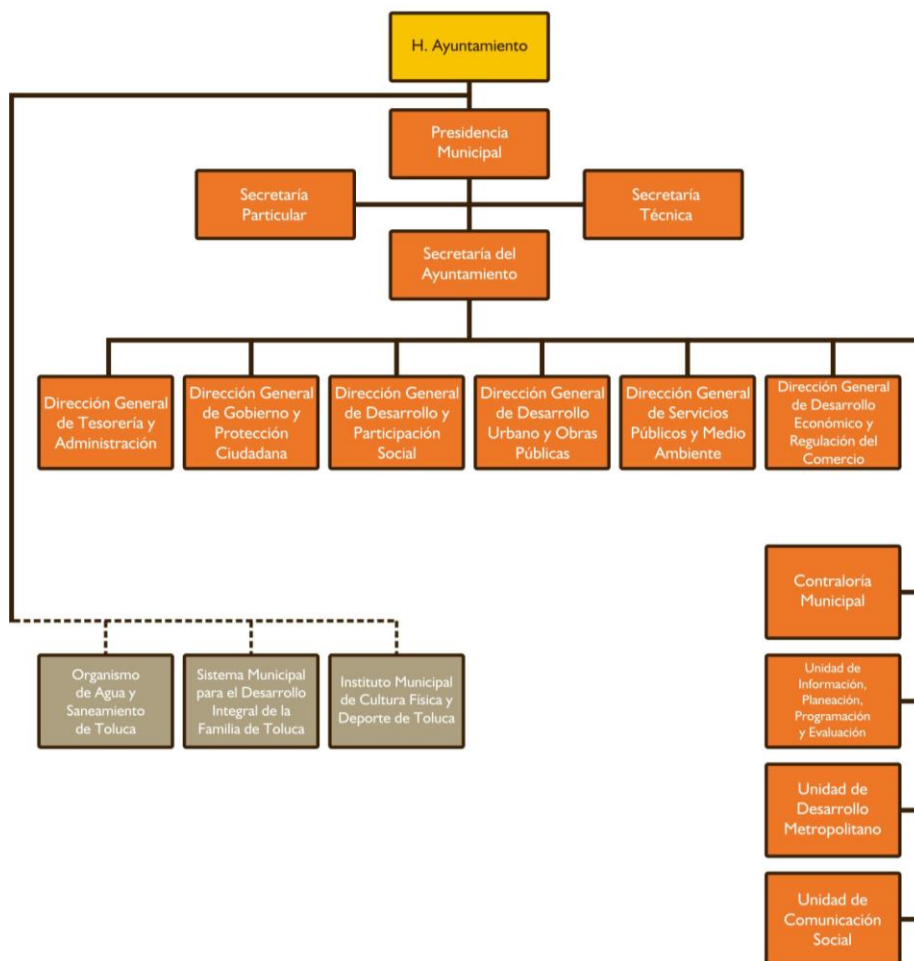 H. Ayuntamiento
Presidencia
Municipal
Secretaría
Particular
Secretaría
Técnica
Secretaría del
Ayuntamiento
Dirección General
de Tesorería y
Administración
Dirección General
de Gobierno y
Protección
Ciudadana
Dirección General
de Desarrollo y
Participación
Social
Dirección General
de Desarrollo
Urbano y Obras
Públicas
Dirección General
de Servicios
Públicos y Medio
Ambiente
Dirección General
de Desarrollo
Económico y
Regulación del
Comercio
Contraloría
Municipal
Organismo
de Agua y
Saneamiento
de Toluca
Sistema Municipal
para el Desarrollo
Integral de la
Familia de Toluca
Instituto Municipal
de Cultura Física y
Deporte de Toluca
Unidad de
Información,
Planeación,
Programación
y Evaluación
Unidad de
Desarrollo
Metropolitano
Unidad de
Comunicación
Social